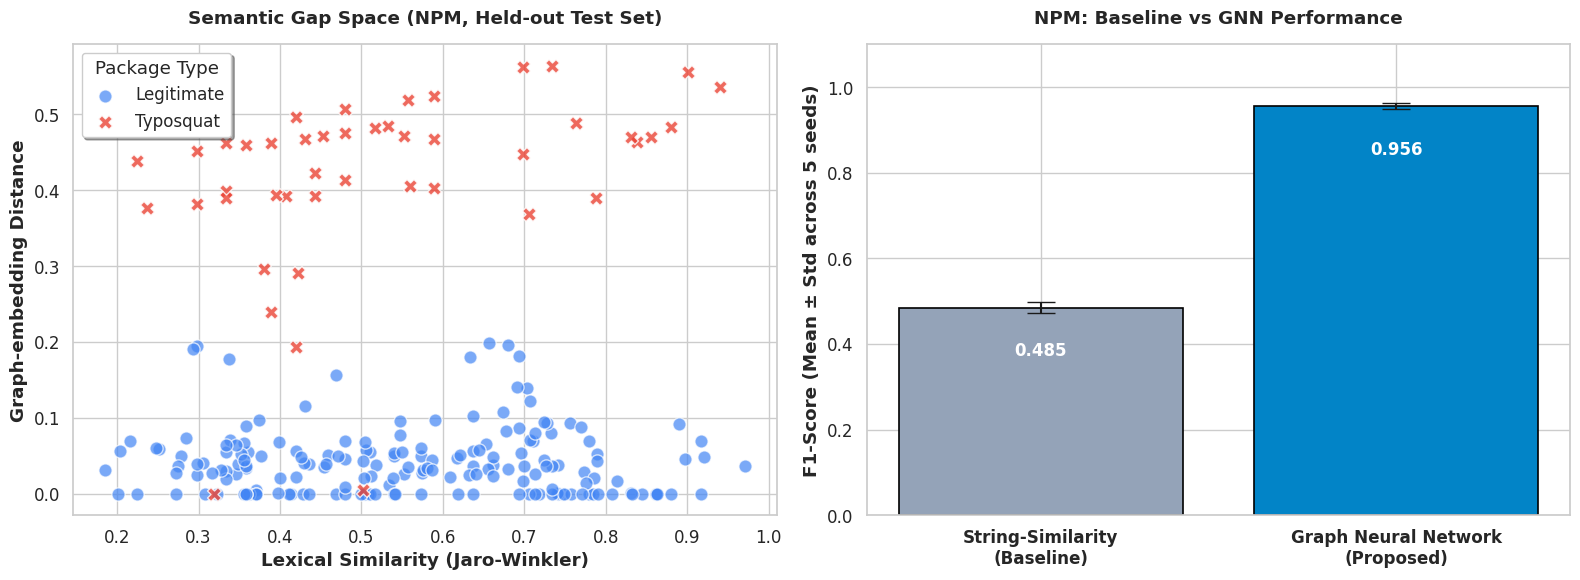 Semantic Gap Space (NPM, Held-out Test Set)
Package Type
Legitimate
Typosquat
Graph-embedding Distance
0.5
0.4
0.3
0.2
0.1
0.0
0.2 0.3 0.4 0.5 0.6 0.7 0.8 0.9 1.0
Lexical Similarity (Jaro-Winkler)
NPM: Baseline vs GNN Performance
F1-Score (Mean ± Std across 5 seeds)
1.0
0.8
0.6
0.4
0.2
0.0
0.485
0.956
String-Similarity
(Baseline)
Graph Neural Network
(Proposed)